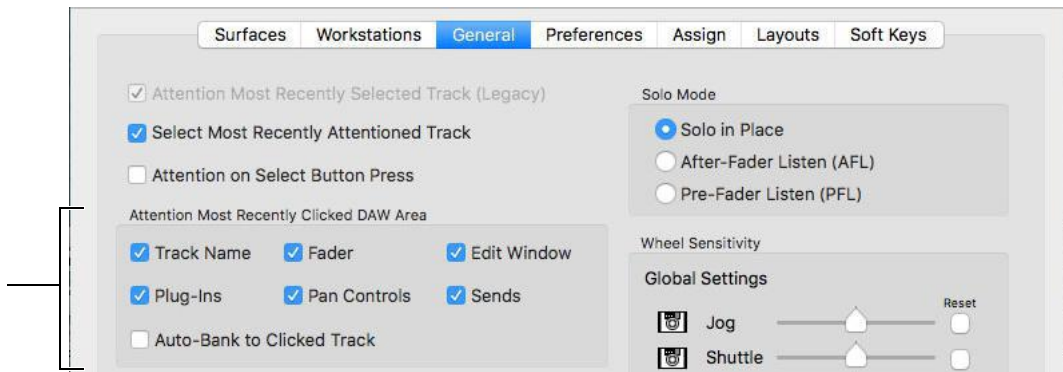 Surfaces Workstations General Preferences Assign Layouts Soft Keys
Attention Most Recently Selected Track (Legacy)
Select Most Recently Attentioned Track
Attention on Select Button Press
Attention Most Recently Clicked DAW Area
Track Name Fader Edit Window
Plug-Ins Pan Controls Sends
Auto-Bank to Clicked Track
Solo Mode
Solo in Place
After-Fader Listen (AFL)
Pre-Fader Listen (PFL)
Wheel Sensitivity
Global Settings
Reset
Jog
Shuttle